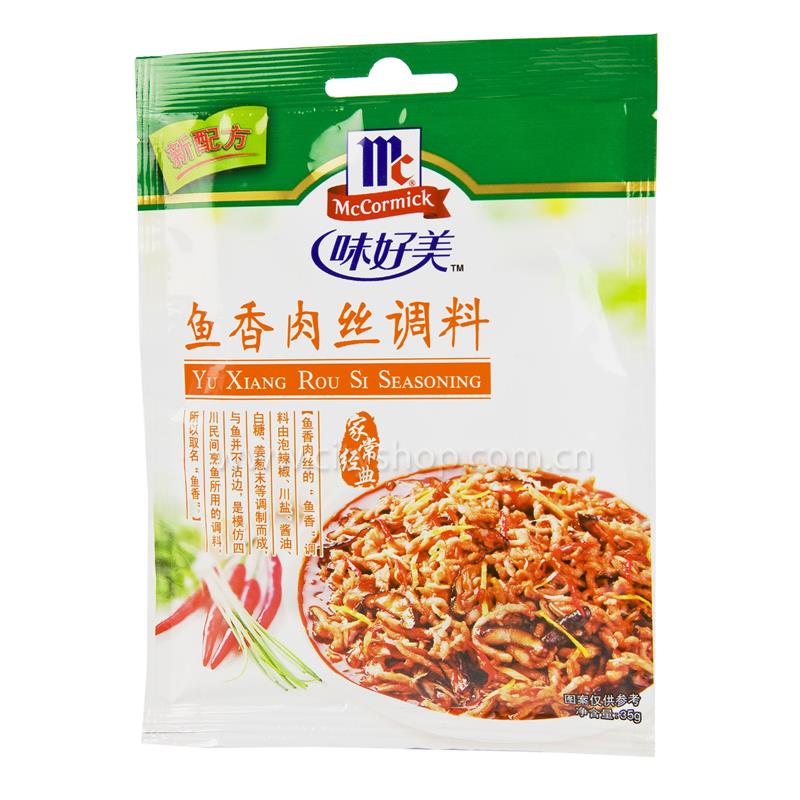 新配方
Mc
®
McCormick
味好美™
鱼香肉丝调料
YU XIANG ROU SI SEASONING
家常
经典
【鱼香肉丝的“鱼香”,调
料由泡辣椒、川盐、酱油、
白糖、姜葱末等调制而成,
与鱼并不沾边,是模仿四
川民间烹鱼所用的调料,
所以取名“鱼香”】
图案仅供参考
净含量:35g